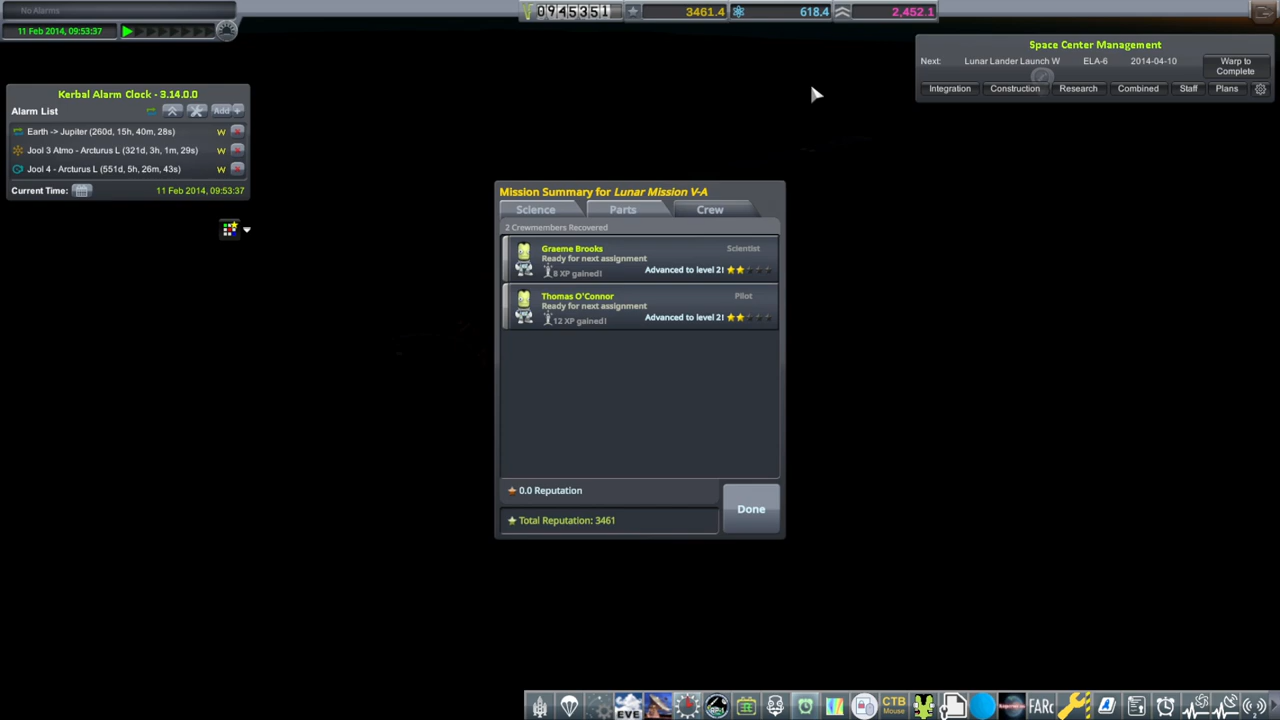 No Alarms
11 Feb 2014, 09:53:37
0945351
3461.4
618.4
2,452.1
Space Center Management
Next: Lunar Lander Launch W ELA-6 2014-04-10 Warp to Complete
Integration Construction Research Combined Staff Plans
Kerbal Alarm Clock - 3.14.0.0
Alarm List Add +
Earth -> Jupiter (260d, 15h, 40m, 28s) W
Jool 3 Atmo - Arcturus L (321d, 3h, 1m, 29s) W
Jool 4 - Arcturus L (551d, 5h, 26m, 43s) W
Current Time: 11 Feb 2014, 09:53:37
Mission Summary for Lunar Mission V-A
Science Parts Crew
2 Crewmembers Recovered
Graeme Brooks Scientist
Ready for next assignment
8 XP gained! Advanced to level 2!
Thomas O'Connor Pilot
Ready for next assignment
12 XP gained! Advanced to level 2!
0.0 Reputation
Total Reputation: 3461
Done
EVE
RP-1
CTB
Mouse
FARc